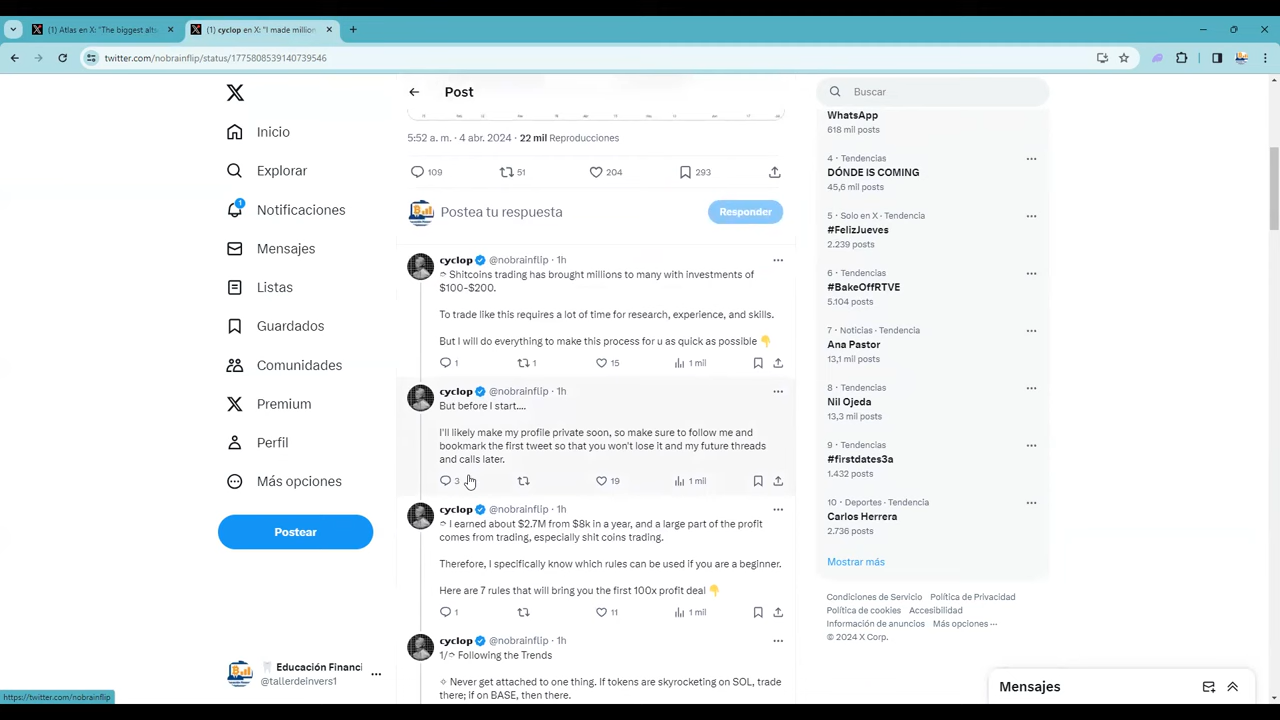 (1) Atlas en X: "The biggest alts
(1) cyclop en X: "I made million
twitter.com/nobrainflip/status/1775808539140739546
Inicio
Explorar
1
Notificaciones
Mensajes
Listas
Guardados
Comunidades
Premium
Perfil
Más opciones
Postear
Educación Financi
@tallerdeinvers1
https://twitter.com/nobrainflip
Post
5:52 a. m. · 4 abr. 2024 · 22 mil Reproducciones
109 51 204 293
Postea tu respuesta
Responder
cyclop @nobrainflip · 1h
Shitcoins trading has brought millions to many with investments of
$100-$200.
To trade like this requires a lot of time for research, experience, and skills.
But I will do everything to make this process for u as quick as possible 👇
1 1 15 1 mil
cyclop @nobrainflip · 1h
But before I start....
I'll likely make my profile private soon, so make sure to follow me and
bookmark the first tweet so that you won't lose it and my future threads
and calls later.
3 19 1 mil
cyclop @nobrainflip · 1h
I earned about $2.7M from $8k in a year, and a large part of the profit
comes from trading, especially shit coins trading.
Therefore, I specifically know which rules can be used if you are a beginner.
Here are 7 rules that will bring you the first 100x profit deal 👇
1 11 1 mil
cyclop @nobrainflip · 1h
1/ Following the Trends
✧ Never get attached to one thing. If tokens are skyrocketing on SOL, trade
there; if on BASE, then there.
Buscar
WhatsApp
618 mil posts
4 · Tendencias
DÓNDE IS COMING
45,6 mil posts
5 · Solo en X · Tendencia
#FelizJueves
2.239 posts
6 · Tendencias
#BakeOffRTVE
5.104 posts
7 · Noticias · Tendencia
Ana Pastor
13,1 mil posts
8 · Tendencias
Nil Ojeda
13,3 mil posts
9 · Tendencias
#firstdates3a
1.432 posts
10 · Deportes · Tendencia
Carlos Herrera
2.736 posts
Mostrar más
Condiciones de Servicio Política de Privacidad
Política de cookies Accesibilidad
Información de anuncios Más opciones ···
© 2024 X Corp.
Mensajes